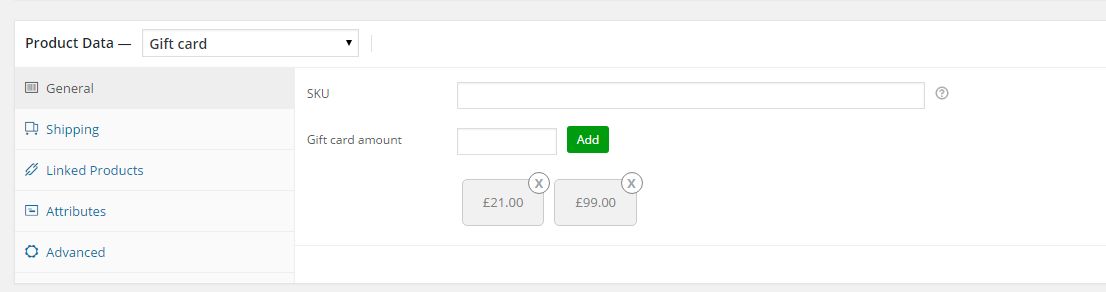 Product Data — Gift card
General
Shipping
Linked Products
Attributes
Advanced
SKU
Gift card amount Add
£21.00 X £99.00 X